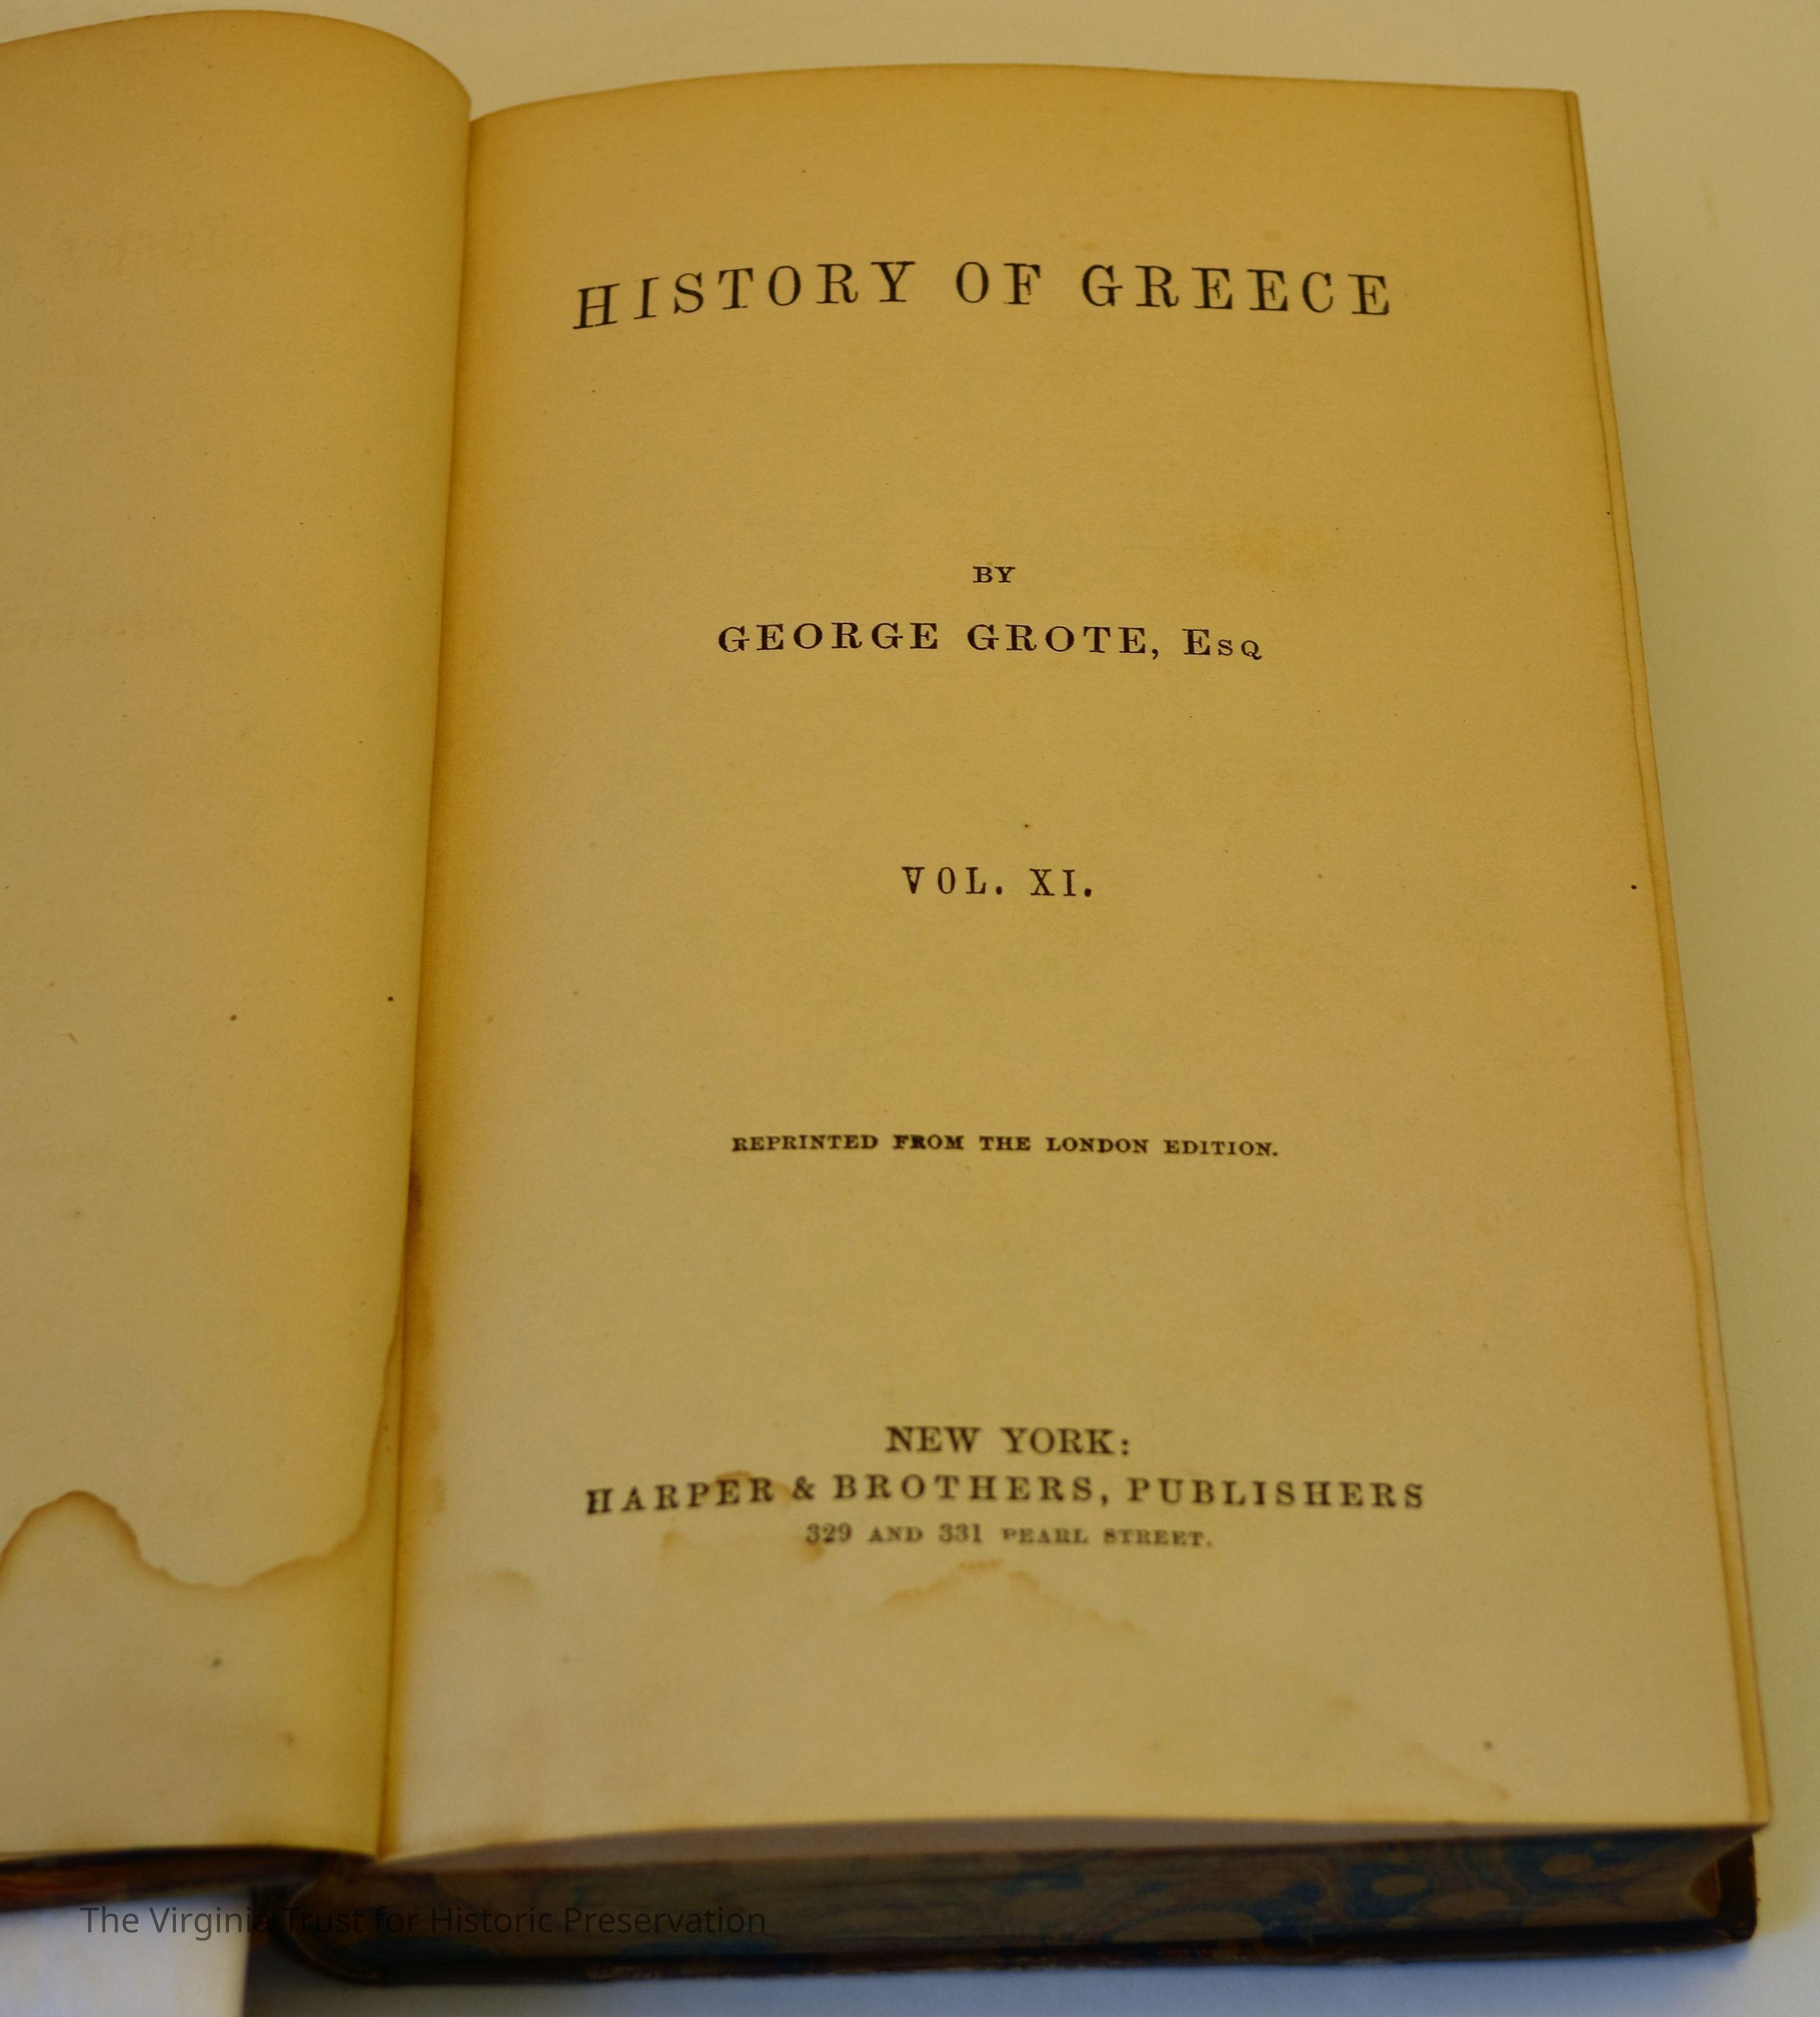 HISTORY OF GREECE
BY
GEORGE GROTE, ESQ
VOL. XI.
REPRINTED FROM THE LONDON EDITION.
NEW YORK:
HARPER & BROTHERS, PUBLISHERS
329 AND 331 PEARL STREET.
The Virginia Trust for Historic Preservation